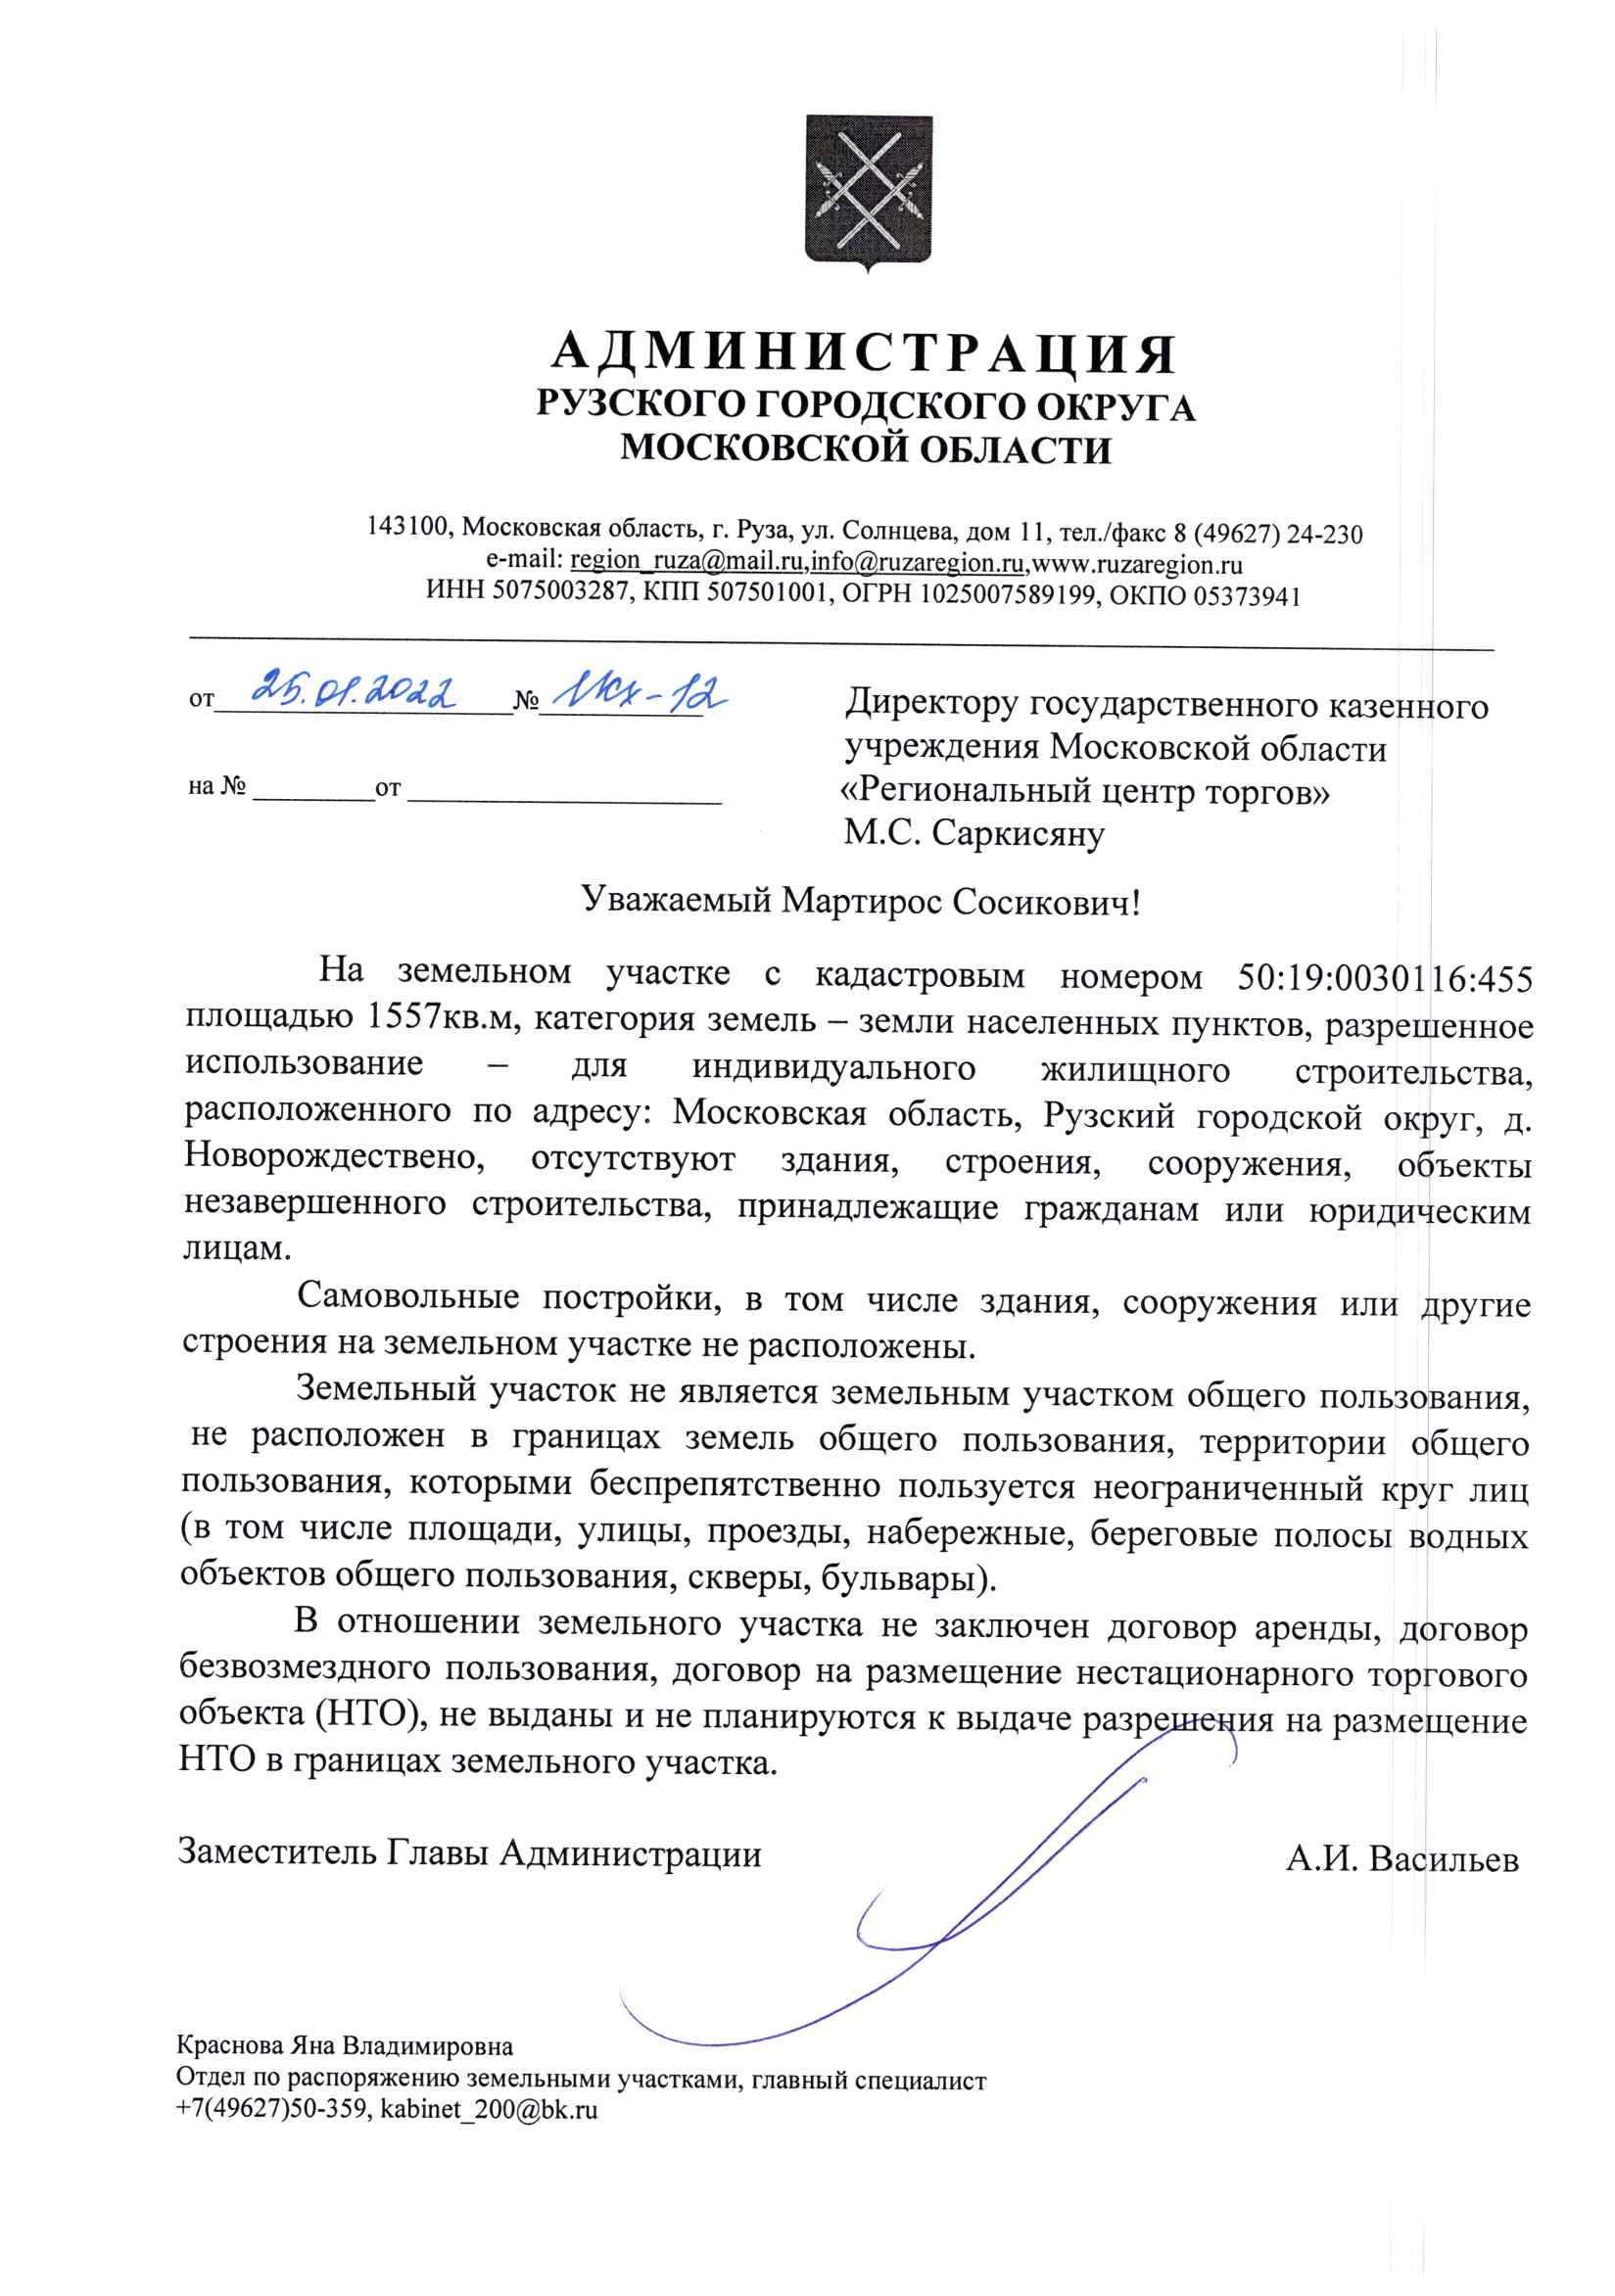 АДМИНИСТРАЦИЯ
РУЗСКОГО ГОРОДСКОГО ОКРУГА
МОСКОВСКОЙ ОБЛАСТИ
143100, Московская область, г. Руза, ул. Солнцева, дом 11, тел./факс 8 (49627) 24-230
e-mail: region_ruza@mail.ru,info@ruzaregion.ru,www.ruzaregion.ru
ИНН 5075003287, КПП 507501001, ОГРН 1025007589199, ОКПО 05373941
от 25.01.2022 №
на № от
Директору государственного казенного
учреждения Московской области
«Региональный центр торгов»
М.С. Саркисяну
Уважаемый Мартирос Сосикович!
На земельном участке с кадастровым номером 50:19:0030116:455
площадью 1557кв.м, категория земель – земли населенных пунктов, разрешенное
использование – для индивидуального жилищного строительства,
расположенного по адресу: Московская область, Рузский городской округ, д.
Новорождествено, отсутствуют здания, строения, сооружения, объекты
незавершенного строительства, принадлежащие гражданам или юридическим
лицам.
Самовольные постройки, в том числе здания, сооружения или другие
строения на земельном участке не расположены.
Земельный участок не является земельным участком общего пользования,
не расположен в границах земель общего пользования, территории общего
пользования, которыми беспрепятственно пользуется неограниченный круг лиц
(в том числе площади, улицы, проезды, набережные, береговые полосы водных
объектов общего пользования, скверы, бульвары).
В отношении земельного участка не заключен договор аренды, договор
безвозмездного пользования, договор на размещение нестационарного торгового
объекта (НТО), не выданы и не планируются к выдаче разрешения на размещение
НТО в границах земельного участка.
Заместитель Главы Администрации А.И. Васильев
Краснова Яна Владимировна
Отдел по распоряжению земельными участками, главный специалист
+7(49627)50-359, kabinet_200@bk.ru